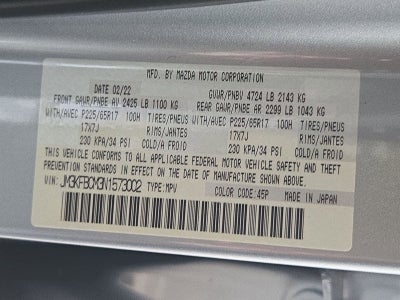 MFD. BY MAZDA MOTOR CORPORATION
DATE 02/22 GVWR/PNBV 4724 LB 2143 KG
FRONT GAWR/PNBE AV 2425 LB 1100 KG REAR GAWR/PNBE AR 2299 LB 1043 KG
WITH/AVEC P225/65R17 100H TIRES/PNEUS WITH/AVEC P225/65R17 100H TIRES/PNEUS
17X7J RIMS/JANTES 17X7J RIMS/JANTES
230 KPA/34 PSI COLD/A FROID 230 KPA/34 PSI COLD/A FROID
THIS VEHICLE CONFORMS TO ALL APPLICABLE FEDERAL MOTOR VEHICLE SAFETY AND THEFT
PREVENTION STANDARDS IN EFFECT ON THE DATE OF MANUFACTURE SHOWN ABOVE.
VIN: TYPE: MPV COLOR CODE: 45P MADE IN JAPAN